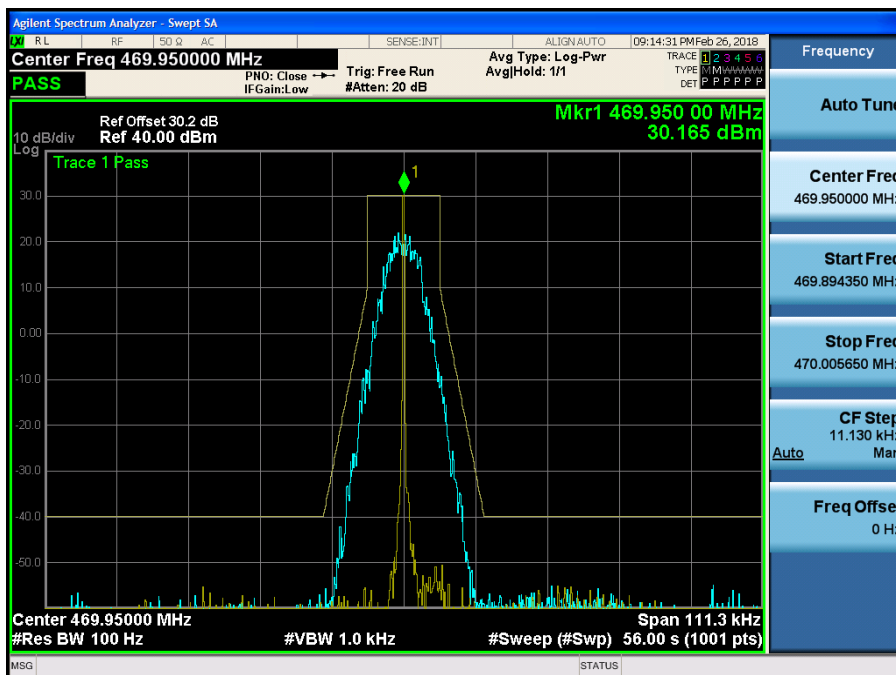 Agilent Spectrum Analyzer - Swept SA
LXI RL RF 50 Ω AC SENSE:INT ALIGN AUTO 09:14:31 PM Feb 26, 2018
Center Freq 469.950000 MHz
PASS
PNO: Close
IFGain:Low
Trig: Free Run
#Atten: 20 dB
Avg Type: Log-Pwr
Avg|Hold: 1/1
TRACE 1 2 3 4 5 6
TYPE M M W W W W
DET P P P P P P
Frequency
Auto Tune
Center Freq
469.950000 MHz
Start Freq
469.894350 MHz
Stop Freq
470.005650 MHz
CF Step
11.130 kHz
Auto Man
Freq Offse
0 Hz
Mkr1 469.950 00 MHz
30.165 dBm
Ref Offset 30.2 dB
10 dB/div Ref 40.00 dBm
Log
Trace 1 Pass
1
30.0
20.0
10.0
0.00
-10.0
-20.0
-30.0
-40.0
-50.0
Center 469.95000 MHz Span 111.3 kHz
#Res BW 100 Hz #VBW 1.0 kHz #Sweep (#Swp) 56.00 s (1001 pts)
MSG STATUS